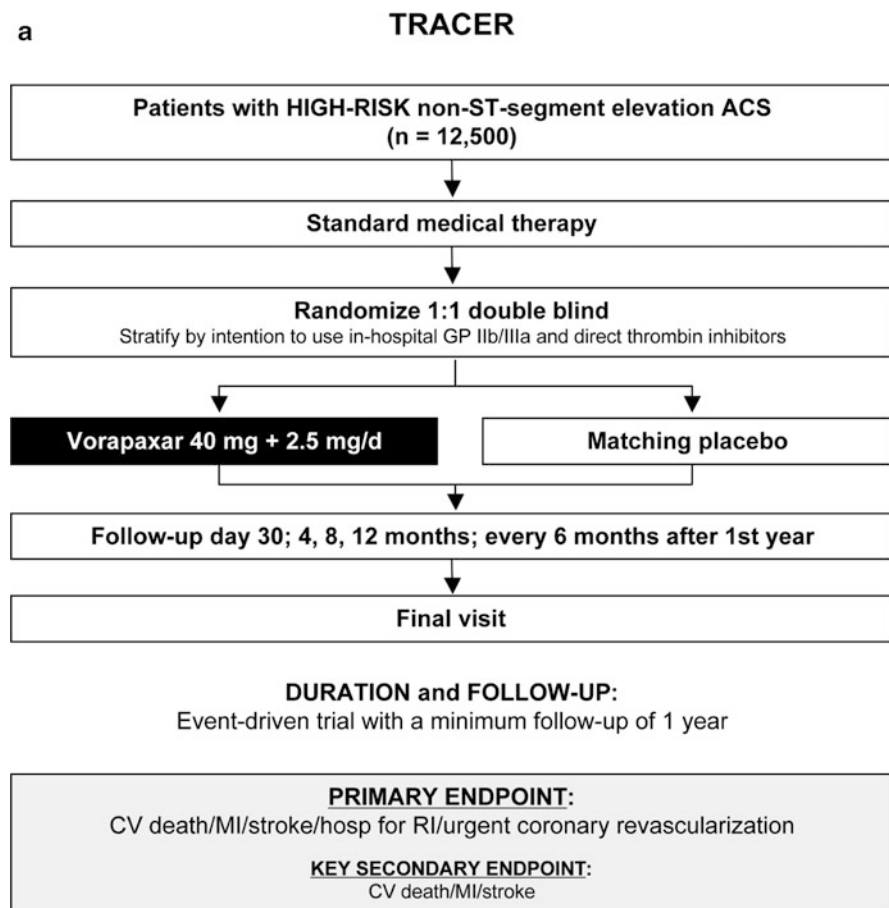 a
TRACER
Patients with HIGH-RISK non-ST-segment elevation ACS
(n = 12,500)
Standard medical therapy
Randomize 1:1 double blind
Stratify by intention to use in-hospital GP IIb/IIIa and direct thrombin inhibitors
Vorapaxar 40 mg + 2.5 mg/d
Matching placebo
Follow-up day 30; 4, 8, 12 months; every 6 months after 1st year
Final visit
DURATION and FOLLOW-UP:
Event-driven trial with a minimum follow-up of 1 year
PRIMARY ENDPOINT:
CV death/MI/stroke/hosp for RI/urgent coronary revascularization
KEY SECONDARY ENDPOINT:
CV death/MI/stroke